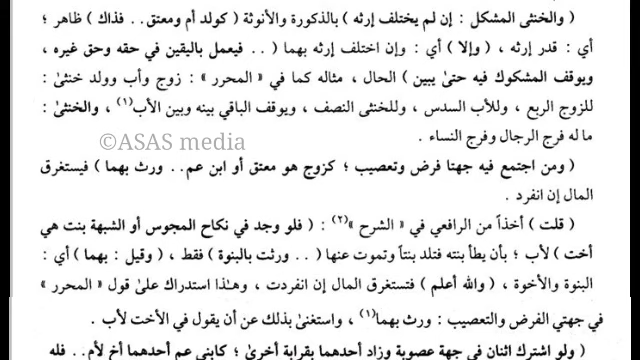 ( والخنثى المشكل : إن لم يختلف إرثه ) بالذكورة والأنوثة ( كولد أم ومعتق.. فذاك ) ظاهر ؛
أي : قدر إرثه ، ( وإلا ) أي : وإن اختلف إرثه بهما ( .. فيعمل باليقين في حقه وحق غيره ،
ويوقف المشكوك فيه حتىٰ يبين ) الحال ، مثاله كما في « المحرر » : زوج وأب وولد خنثىٰ :
للزوج الربع ، وللأب السدس ، وللخنثى النصف ، ويوقف الباقي بينه وبين الأب(١) ، والخنثىٰ :
ما له فرج الرجال وفرج النساء .
©ASAS media
( ومن اجتمع فيه جهتا فرض وتعصيب ؛ كزوج هو معتق أو ابن عم.. ورث بهما ) فيستغرق
المال إن انفرد .
( قلت ) أخذاً من الرافعي في « الشرح »(٢) : ( فلو وجد في نكاح المجوس أو الشبهة بنت هي
أخت ) لأب ؛ بأن يطأ بنته فتلد بنتاً وتموت عنها ( .. ورثت بالبنوة ) فقط ، ( وقيل : بهما ) أي :
البنوة والأخوة ، ( والله أعلم ) فتستغرق المال إن انفردت ، وهـٰذا استدراك علىٰ قول « المحرر »
في جهتي الفرض والتعصيب : ورث بهما(١) ، واستغنىٰ بذلك عن أن يقول في الأخت لأب .
( ولو اشترك اثنان في جهة عصوبة وزاد أحدهما بقرابة أخرىٰ ؛ كابني عم أحدهما أخ لأم.. فله